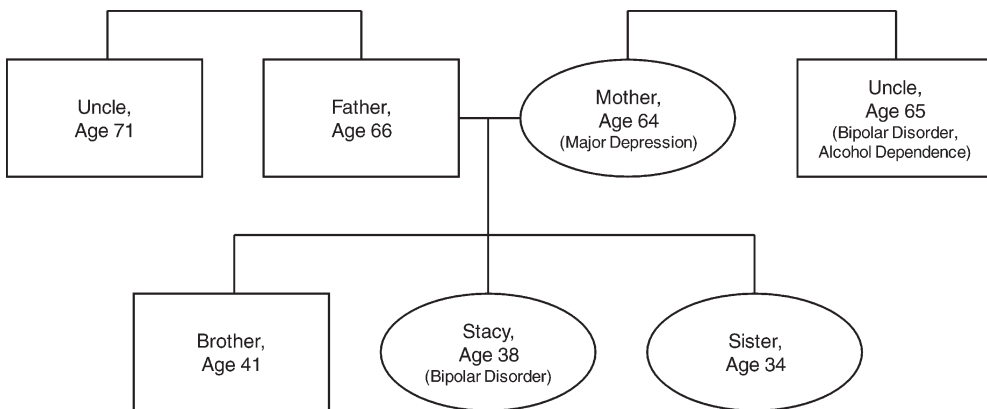 Uncle,
Age 71
Father,
Age 66
Mother,
Age 64
(Major Depression)
Uncle,
Age 65
(Bipolar Disorder,
Alcohol Dependence)
Brother,
Age 41
Stacy,
Age 38
(Bipolar Disorder)
Sister,
Age 34